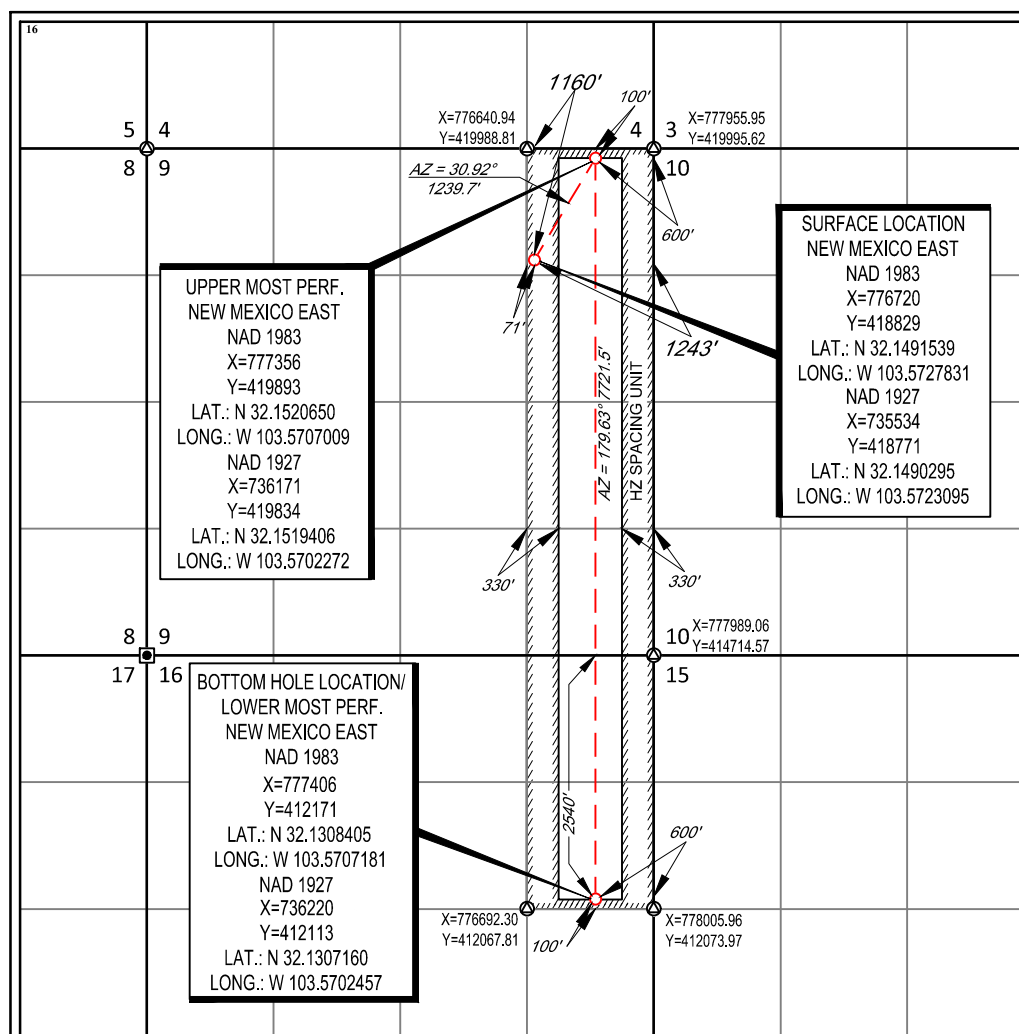 16
1160'
100'
X=776640.94
Y=419988.81
X=777955.95
Y=419995.62
5 4
4 3
8 9
10
AZ = 30.92°
1239.7'
600'
SURFACE LOCATION
NEW MEXICO EAST
NAD 1983
X=776720
Y=418829
LAT.: N 32.1491539
LONG.: W 103.5727831
NAD 1927
X=735534
Y=418771
LAT.: N 32.1490295
LONG.: W 103.5723095
UPPER MOST PERF.
NEW MEXICO EAST
NAD 1983
X=777356
Y=419893
LAT.: N 32.1520650
LONG.: W 103.5707009
NAD 1927
X=736171
Y=419834
LAT.: N 32.1519406
LONG.: W 103.5702272
71'
1243'
AZ = 179.63° 7721.5'
HZ SPACING UNIT
330'
330'
8 9
10
X=777989.06
Y=414714.57
17 16
15
BOTTOM HOLE LOCATION/
LOWER MOST PERF.
NEW MEXICO EAST
NAD 1983
X=777406
Y=412171
LAT.: N 32.1308405
LONG.: W 103.5707181
NAD 1927
X=736220
Y=412113
LAT.: N 32.1307160
LONG.: W 103.5702457
2540'
600'
X=776692.30
Y=412067.81
100'
X=778005.96
Y=412073.97